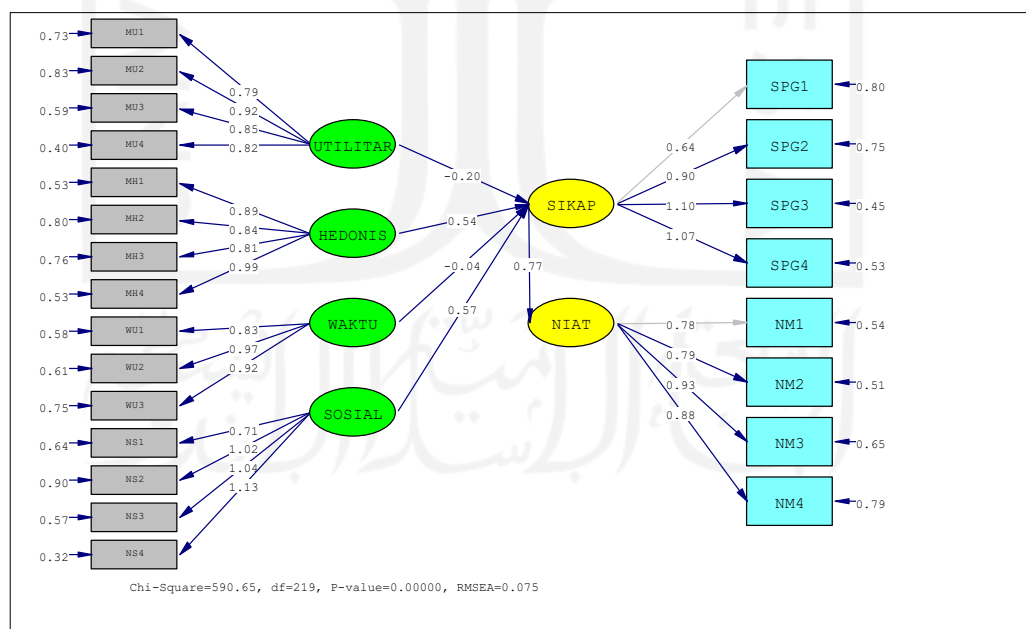 0.73 MU1
0.83 MU2
0.59 MU3
0.40 MU4
0.53 MH1
0.80 MH2
0.76 MH3
0.53 MH4
0.58 WU1
0.61 WU2
0.75 WU3
0.64 NS1
0.90 NS2
0.57 NS3
0.32 NS4
0.79
0.92
0.85
0.82
0.89
0.84
0.81
0.99
0.83
0.97
0.92
0.71
1.02
1.04
1.13
UTILITAR
HEDONIS
WAKTU
SOSIAL
-0.20
0.54
-0.04
0.57
SIKAP
0.77
NIAT
0.64
0.90
1.10
1.07
0.78
0.79
0.93
0.88
SPG1 0.80
SPG2 0.75
SPG3 0.45
SPG4 0.53
NM1 0.54
NM2 0.51
NM3 0.65
NM4 0.79
Chi-Square=590.65, df=219, P-value=0.00000, RMSEA=0.075